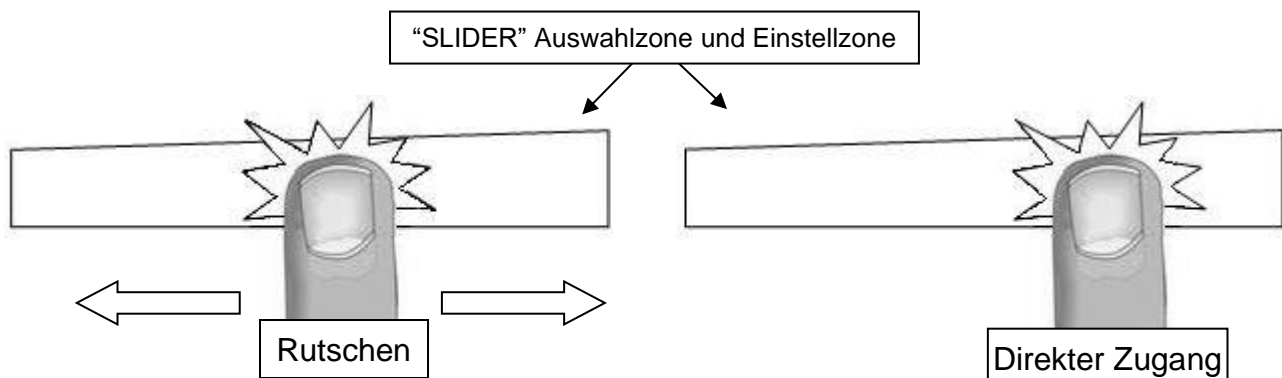 “SLIDER” Auswahlzone und Einstellzone
Rutschen
Direkter Zugang